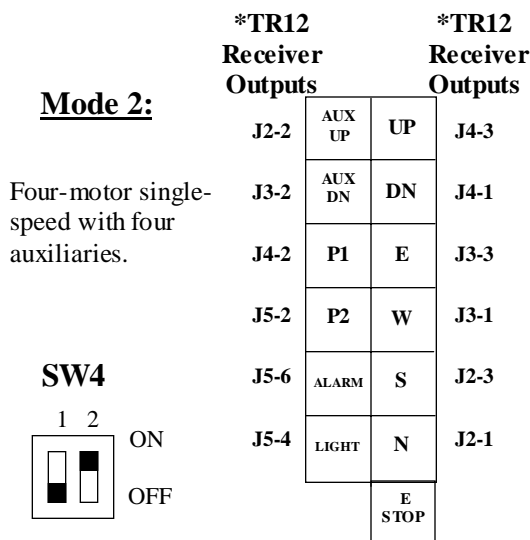 *TR12 *TR12
Receiver Receiver
Outputs Outputs
Mode 2:
J2-2 AUX UP UP J4-3
Four-motor single-
speed with four
auxiliaries.
J3-2 AUX DN DN J4-1
J4-2 P1 E J3-3
J5-2 P2 W J3-1
J5-6 ALARM S J2-3
J5-4 LIGHT N J2-1
E
STOP
SW4
1 2
ON
OFF